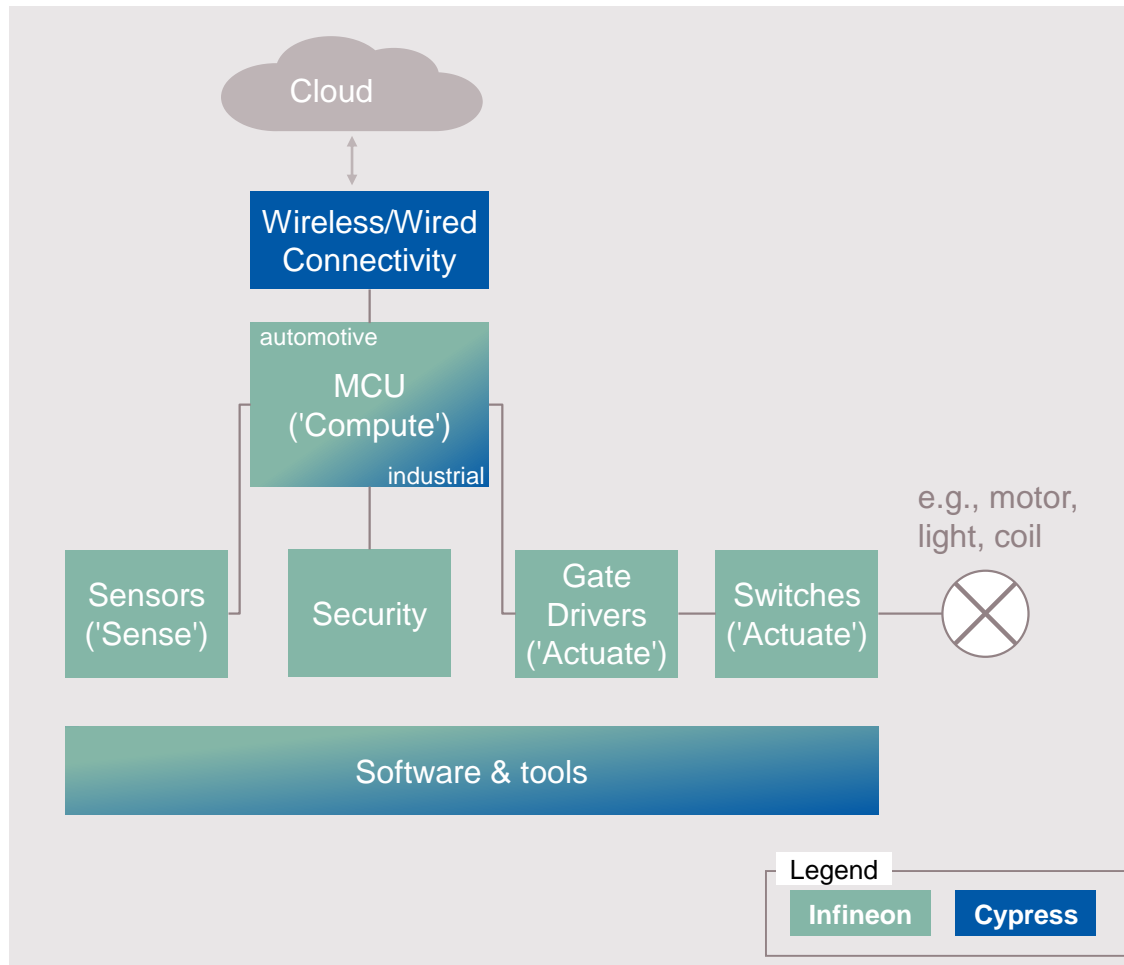 Cloud
Wireless/Wired
Connectivity
automotive
MCU
('Compute')
industrial
e.g., motor,
light, coil
Sensors
('Sense')
Security
Gate
Drivers
('Actuate')
Switches
('Actuate')
Software & tools
Legend
Infineon
Cypress